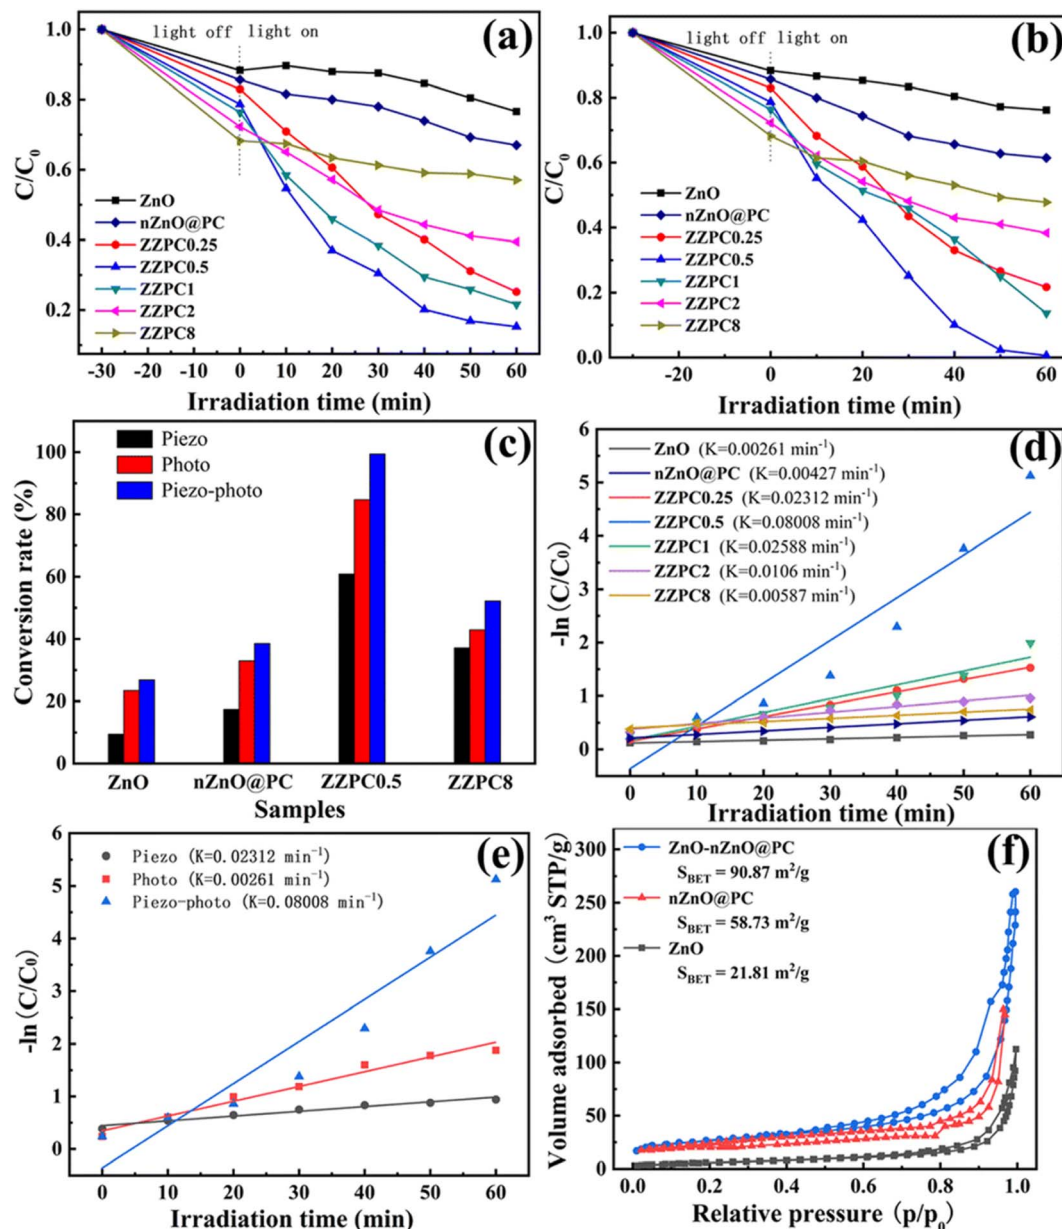 (a)
light off light on
C/C0
1.0
0.8
0.6
0.4
0.2
ZnO
nZnO@PC
ZZPC0.25
ZZPC0.5
ZZPC1
ZZPC2
ZZPC8
-30 -20 -10 0 10 20 30 40 50 60
Irradiation time (min)
(b)
light off light on
C/C0
1.0
0.8
0.6
0.4
0.2
0.0
ZnO
nZnO@PC
ZZPC0.25
ZZPC0.5
ZZPC1
ZZPC2
ZZPC8
-20 0 20 40 60
Irradiation time (min)
(c)
Conversion rate (%)
100
80
60
40
20
0
Piezo
Photo
Piezo-photo
ZnO nZnO@PC ZZPC0.5 ZZPC8
Samples
(d)
-ln(C/C0)
6
5
4
3
2
1
0
ZnO (K=0.00261 min-1)
nZnO@PC (K=0.00427 min-1)
ZZPC0.25 (K=0.02312 min-1)
ZZPC0.5 (K=0.08008 min-1)
ZZPC1 (K=0.02588 min-1)
ZZPC2 (K=0.0106 min-1)
ZZPC8 (K=0.00587 min-1)
0 10 20 30 40 50 60
Irradiation time (min)
(e)
-ln(C/C0)
6
5
4
3
2
1
0
Piezo (K=0.02312 min-1)
Photo (K=0.00261 min-1)
Piezo-photo (K=0.08008 min-1)
0 10 20 30 40 50 60
Irradiation time (min)
(f)
Volume adsorbed (cm3 STP/g)
300
250
200
150
100
50
0
ZnO-nZnO@PC
SBET = 90.87 m2/g
nZnO@PC
SBET = 58.73 m2/g
ZnO
SBET = 21.81 m2/g
0.0 0.2 0.4 0.6 0.8 1.0
Relative pressure (p/p0)